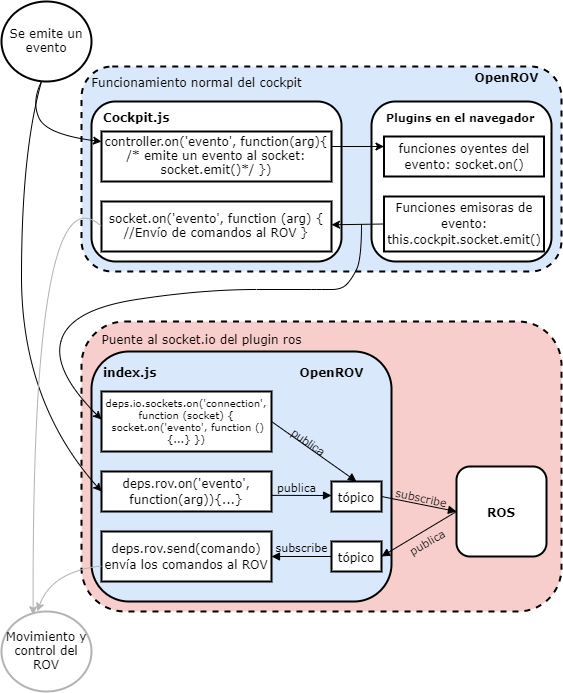 Se emite un
evento
OpenROV
Funcionamiento normal del cockpit
Cockpit.js
controller.on('evento', function(arg){
/* emite un evento al socket:
socket.emit()*/ })
socket.on('evento', function (arg) {
//Envío de comandos al ROV }
Plugins en el navegador
funciones oyentes del
evento: socket.on()
Funciones emisoras de
evento:
this.cockpit.socket.emit()
Puente al socket.io del plugin ros
index.js
OpenROV
deps.io.sockets.on('connection',
function (socket) {
socket.on('evento', function ()
{...} })
publica
deps.rov.on('evento',
function(arg)){...}
publica
tópico
subscribe
ROS
deps.rov.send(comando)
envía los comandos al ROV
subscribe
tópico
publica
Movimiento y
control del
ROV